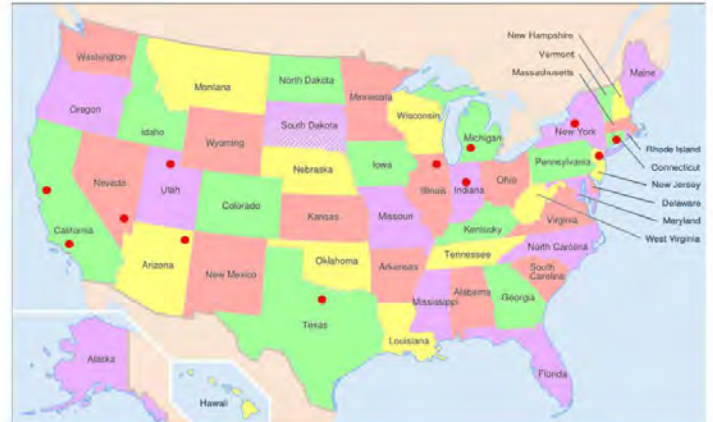 New Hampshire
Vermont
Massachusetts
Washington
Montana
North Dakota
Minnesota
Maine
Oregon
Idaho
South Dakota
Wisconsin
Michigan
New York
Wyoming
Rhode Island
Connecticut
New Jersey
Delaware
Meryland
West Virginia
Nebraska
Iowa
Pennsylvania
Nevada
Utah
Colorado
Illinois
Indiana
Ohio
California
Kansas
Missouri
Kentucky
Virginia
Arizona
New Mexico
Oklahoma
Arkansas
Tennessee
North Carolina
South
Carolina
Texas
Mississippi
Alabama
Georgia
Louisiana
Florida
Alaska
Hawaii